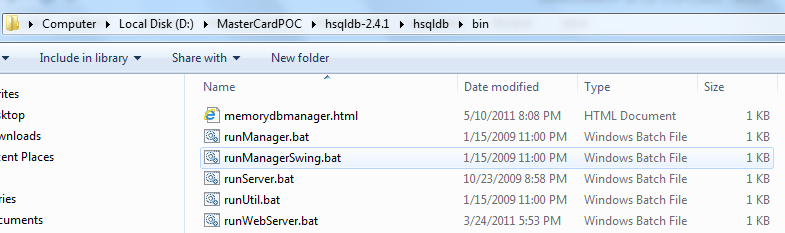 Computer Local Disk (D:) MasterCardPOC hsqldb-2.4.1 hsqldb bin
Include in library Share with New folder
Name Date modified Type Size
rites
sktop
wnloads
cent Places
ries
cuments
memorydbmanager.html 5/10/2011 8:08 PM HTML Document 1 KB
runManager.bat 1/15/2009 11:00 PM Windows Batch File 1 KB
runManagerSwing.bat 1/15/2009 11:00 PM Windows Batch File 1 KB
runServer.bat 10/23/2009 8:58 PM Windows Batch File 1 KB
runUtil.bat 1/15/2009 11:00 PM Windows Batch File 1 KB
runWebServer.bat 3/24/2011 5:53 PM Windows Batch File 1 KB